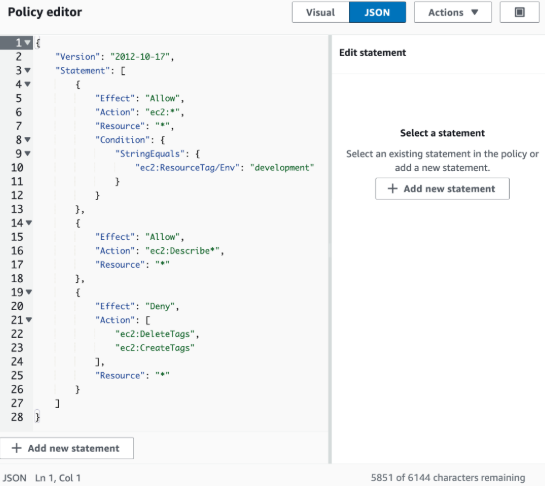 Policy editor
Visual
JSON
Actions ▼
1 {
2     "Version": "2012-10-17",
3     "Statement": [
4         {
5             "Effect": "Allow",
6             "Action": "ec2:*",
7             "Resource": "*",
8             "Condition": {
9                 "StringEquals": {
10                     "ec2:ResourceTag/Env": "development"
11                 }
12             }
13         },
14         {
15             "Effect": "Allow",
16             "Action": "ec2:Describe*",
17             "Resource": "*"
18         },
19         {
20             "Effect": "Deny",
21             "Action": [
22                 "ec2:DeleteTags",
23                 "ec2:CreateTags"
24             ],
25             "Resource": "*"
26         }
27     ]
28 }
+ Add new statement
Edit statement
Select a statement
Select an existing statement in the policy or
add a new statement.
+ Add new statement
JSON Ln 1, Col 1
5851 of 6144 characters remaining